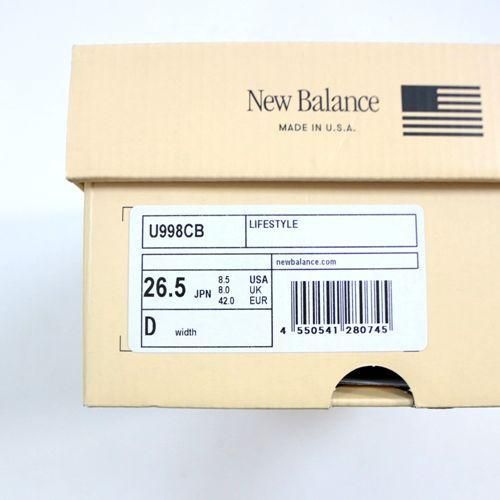 New Balance
MADE IN U.S.A.
U998CB
LIFESTYLE
newbalance.com
26.5 JPN
8.5 USA
8.0 UK
42.0 EUR
D width
4 550541 280745